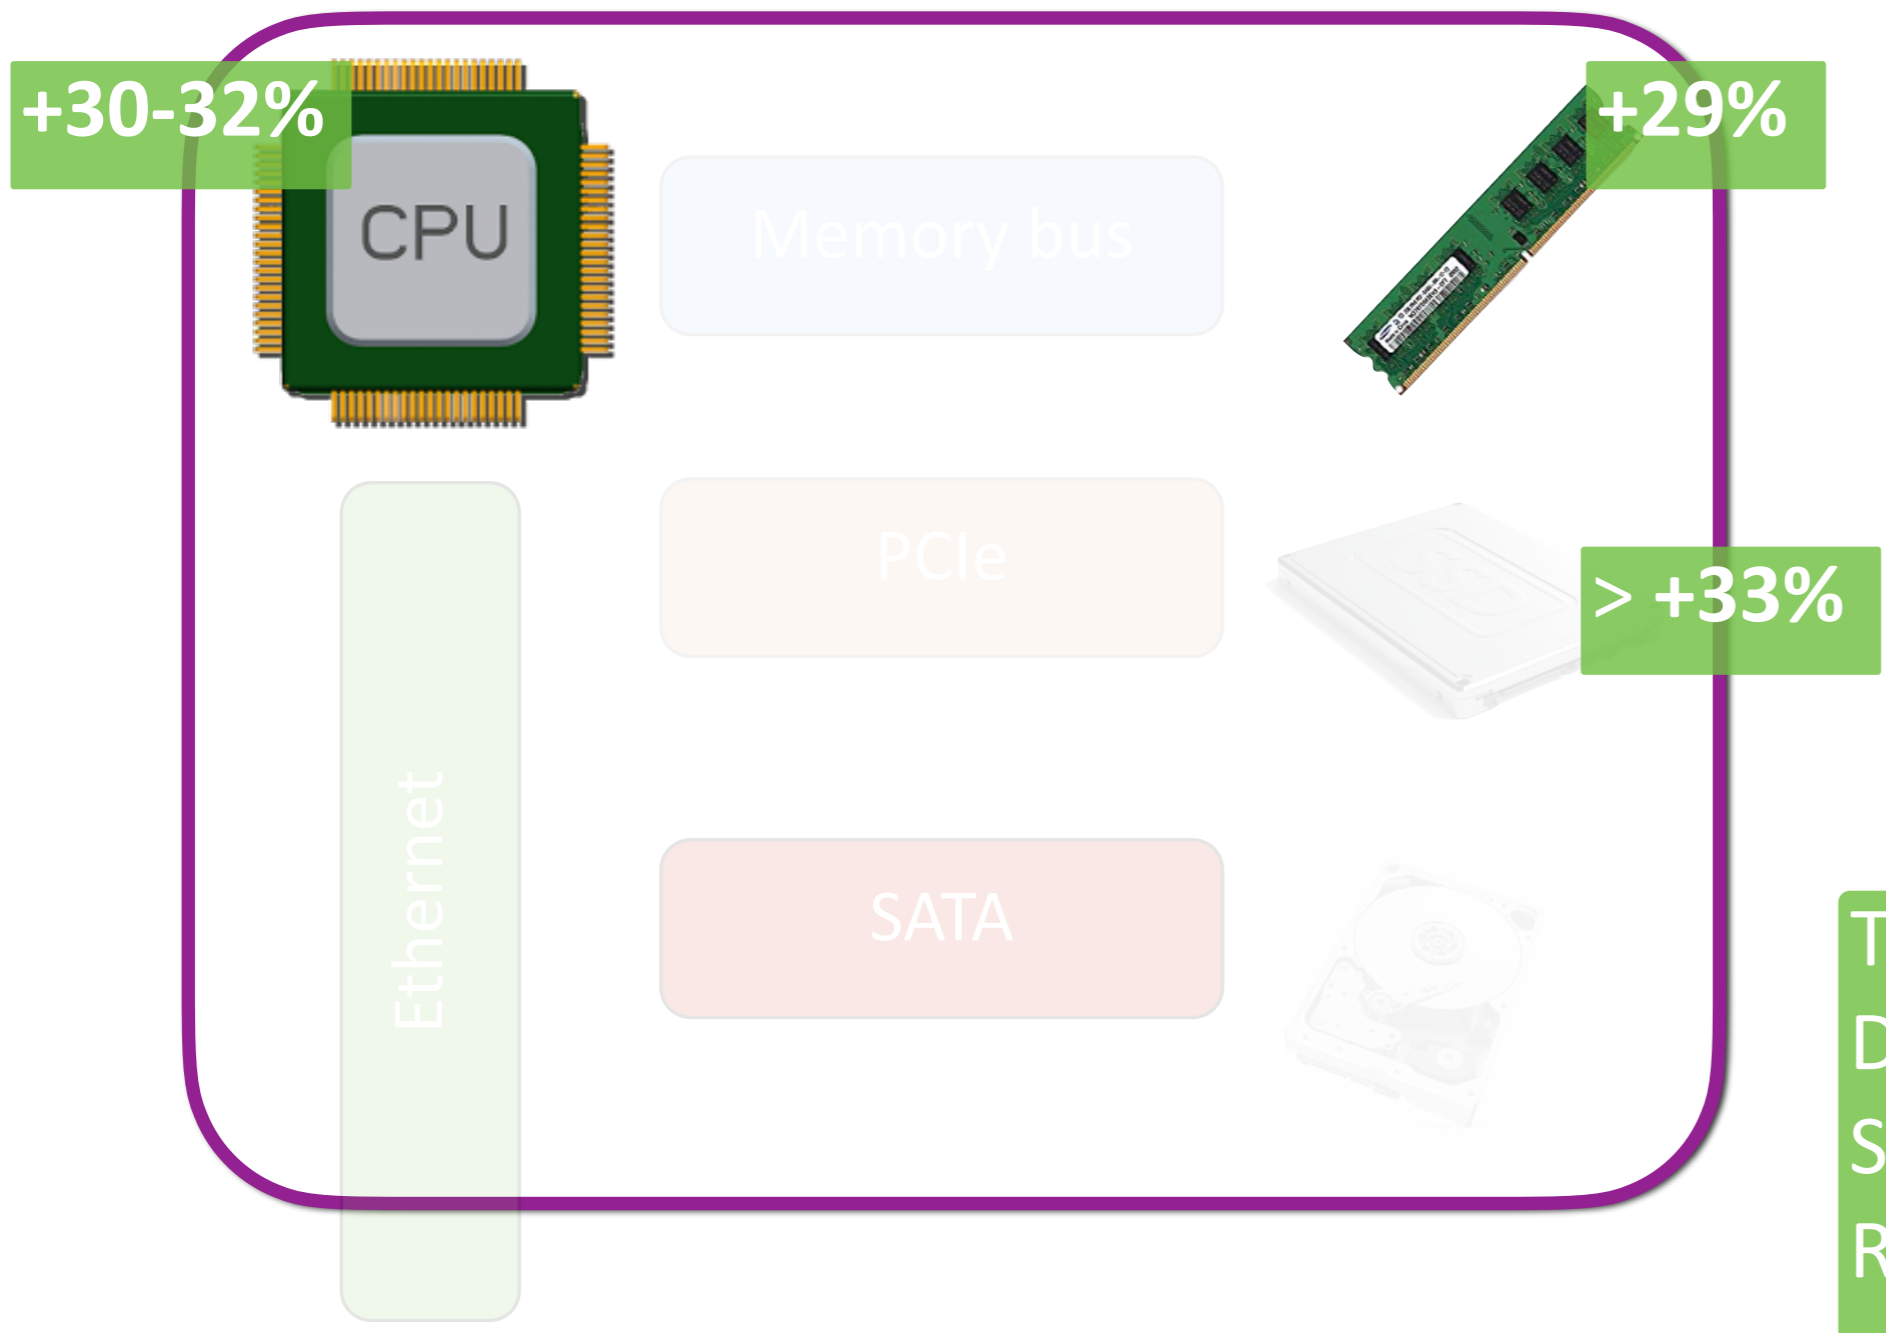 +30-32%
+29%
CPU
Memory bus
PCIe
> +33%
Ethernet
SATA
T
D
S
R